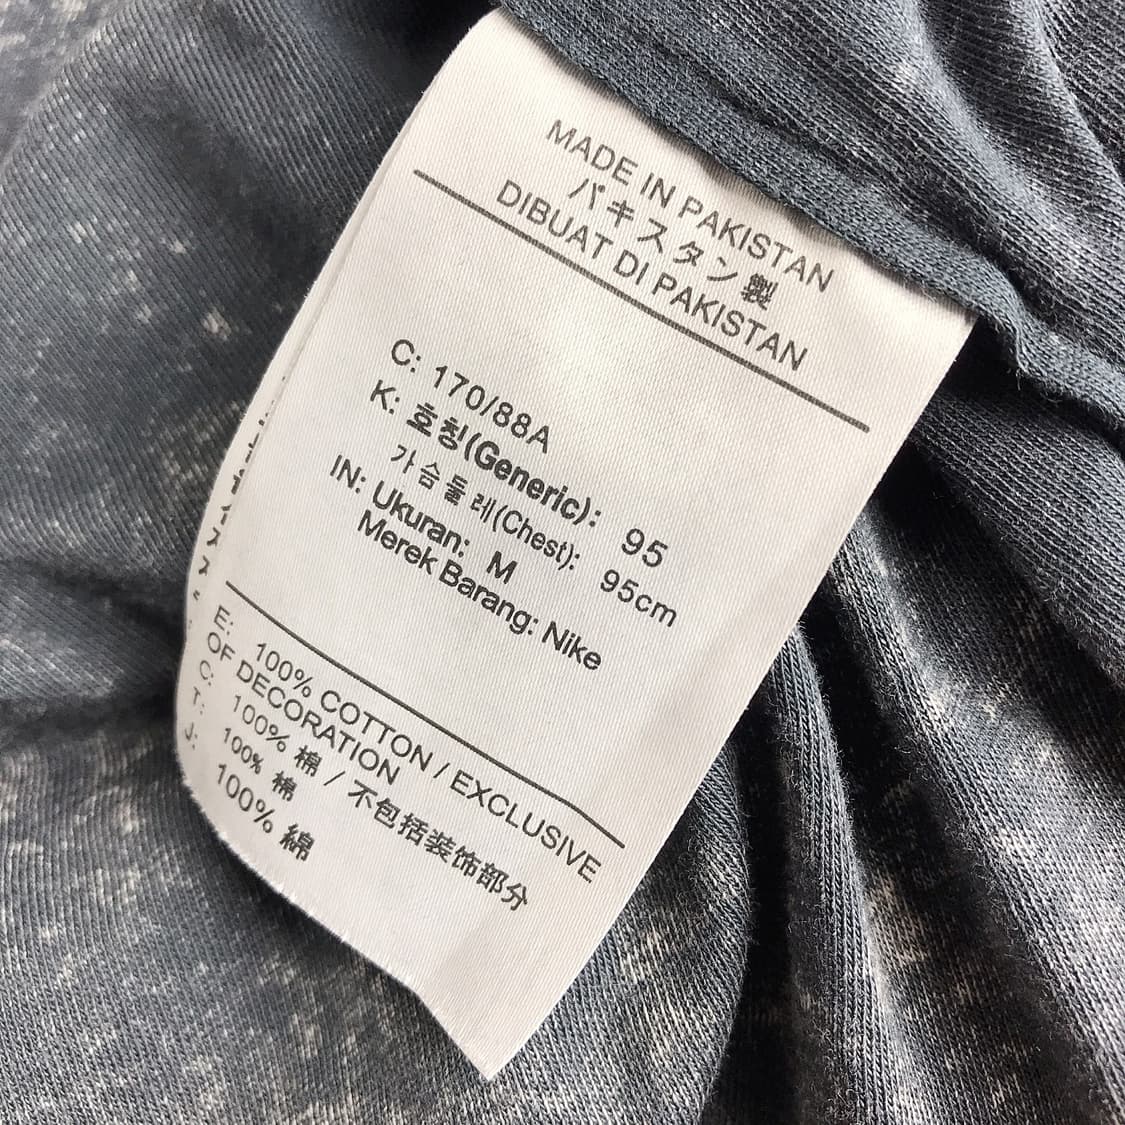 MADE IN PAKISTAN
パキスタン製
DIBUAT DI PAKISTAN
C: 170/88A
K: 호칭(Generic): 95
가슴둘레(Chest): 95cm
IN: Ukuran: M
Merek Barang: Nike
E: 100% COTTON / EXCLUSIVE
OF DECORATION
C: 100% 棉 / 不包括装饰部分
T: 100% 棉
J: 100% 綿